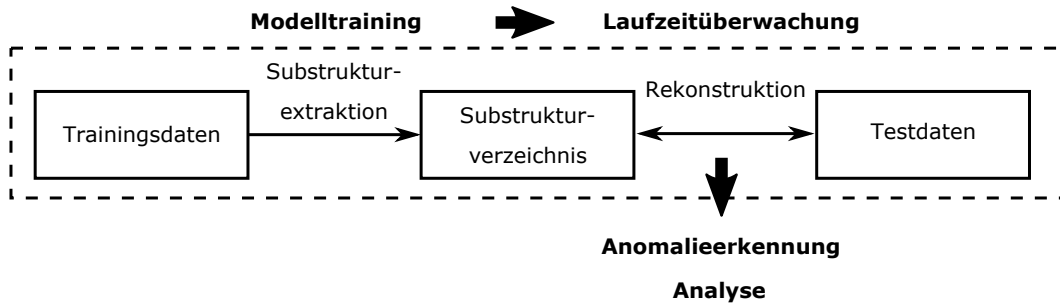 Modelltraining
Laufzeitüberwachung
Substruktur-
extraktion
Rekonstruktion
Trainingsdaten
Substruktur-
verzeichnis
Testdaten
Anomalieerkennung
Analyse